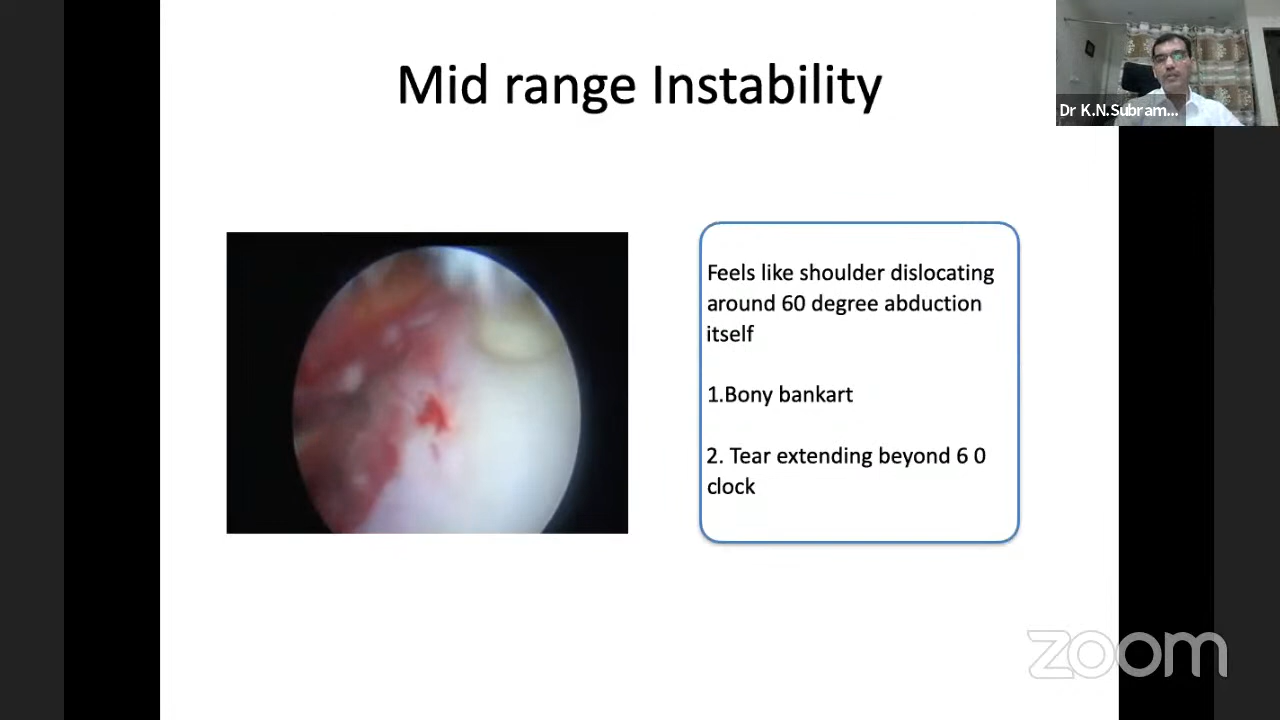 Mid range Instability
Dr K.N.Subram...
Feels like shoulder dislocating
around 60 degree abduction
itself
1.Bony bankart
2. Tear extending beyond 6 0
clock
zoom